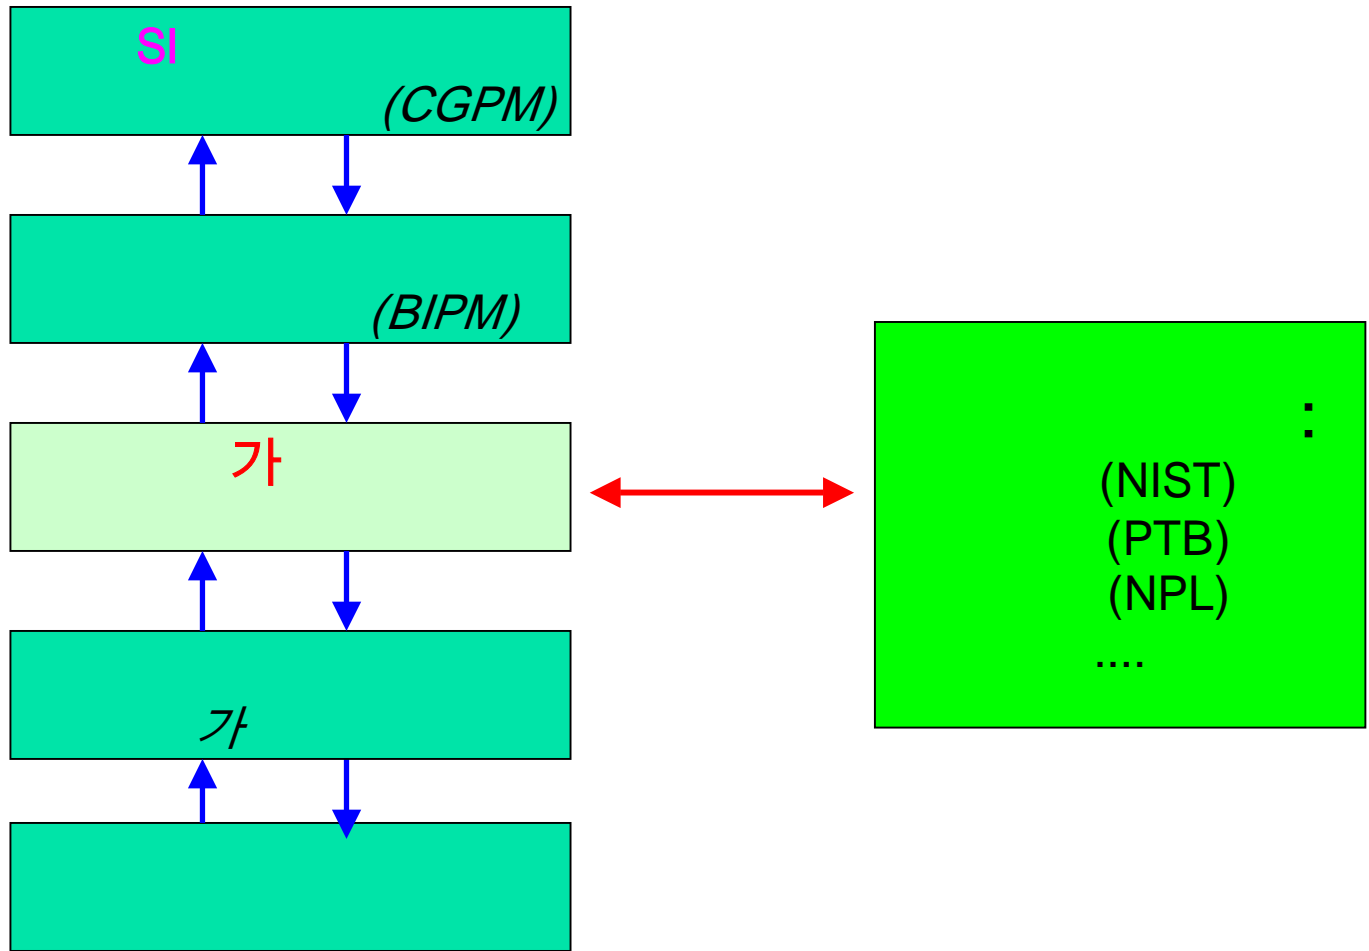 SI
(CGPM)
(BIPM)
가
가
:
(NIST)
(PTB)
(NPL)
....